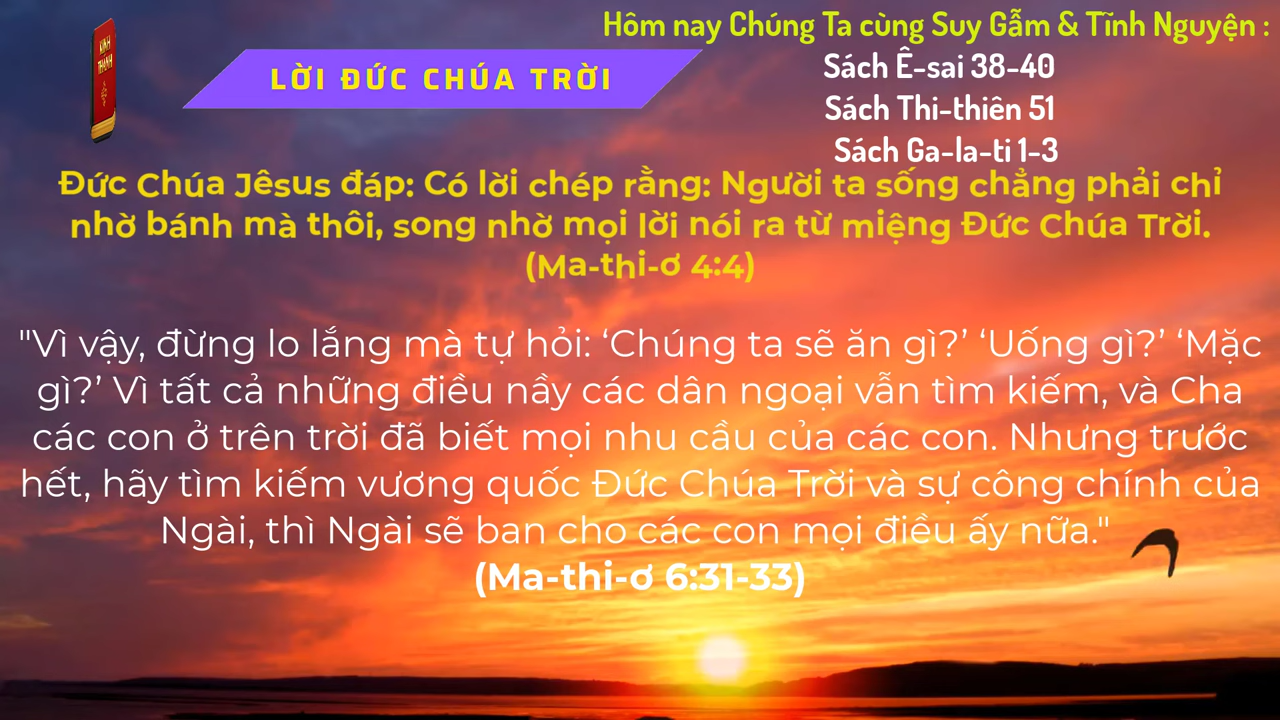 Hôm nay Chúng Ta cùng Suy Gẫm & Tĩnh Nguyện :
KINH
THÁNH
LỜI ĐỨC CHÚA TRỜI
Sách Ê-sai 38-40
Sách Thi-thiên 51
Sách Ga-la-ti 1-3
Đức Chúa Jêsus đáp: Có lời chép rằng: Người ta sống chẳng phải chỉ
nhờ bánh mà thôi, song nhờ mọi lời nói ra từ miệng Đức Chúa Trời.
(Ma-thi-ơ 4:4)
"Vì vậy, đừng lo lắng mà tự hỏi: ‘Chúng ta sẽ ăn gì?’ ‘Uống gì?’ ‘Mặc
gì?’ Vì tất cả những điều nầy các dân ngoại vẫn tìm kiếm, và Cha
các con ở trên trời đã biết mọi nhu cầu của các con. Nhưng trước
hết, hãy tìm kiếm vương quốc Đức Chúa Trời và sự công chính của
Ngài, thì Ngài sẽ ban cho các con mọi điều ấy nữa."
(Ma-thi-ơ 6:31-33)